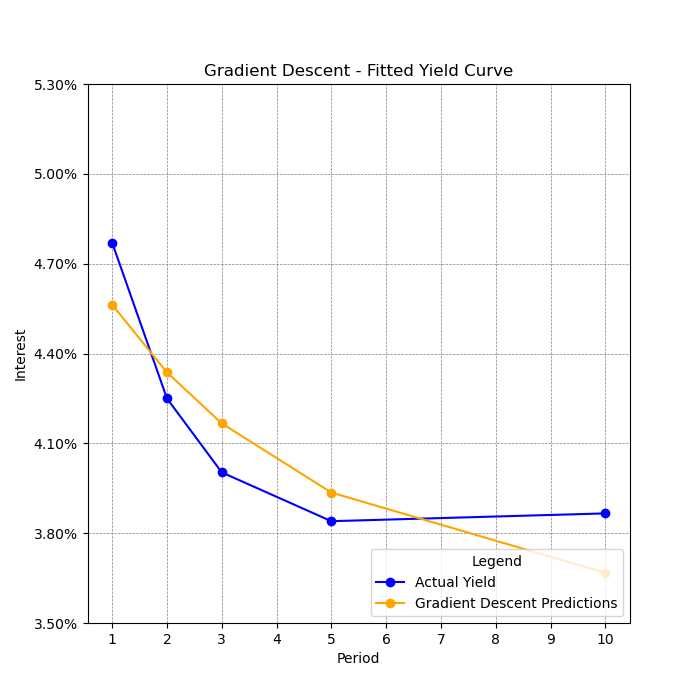 Gradient Descent - Fitted Yield Curve
5.30%
5.00%
4.70%
4.40%
4.10%
3.80%
3.50%
Interest
1 2 3 4 5 6 7 8 9 10
Period
Legend
Actual Yield
Gradient Descent Predictions